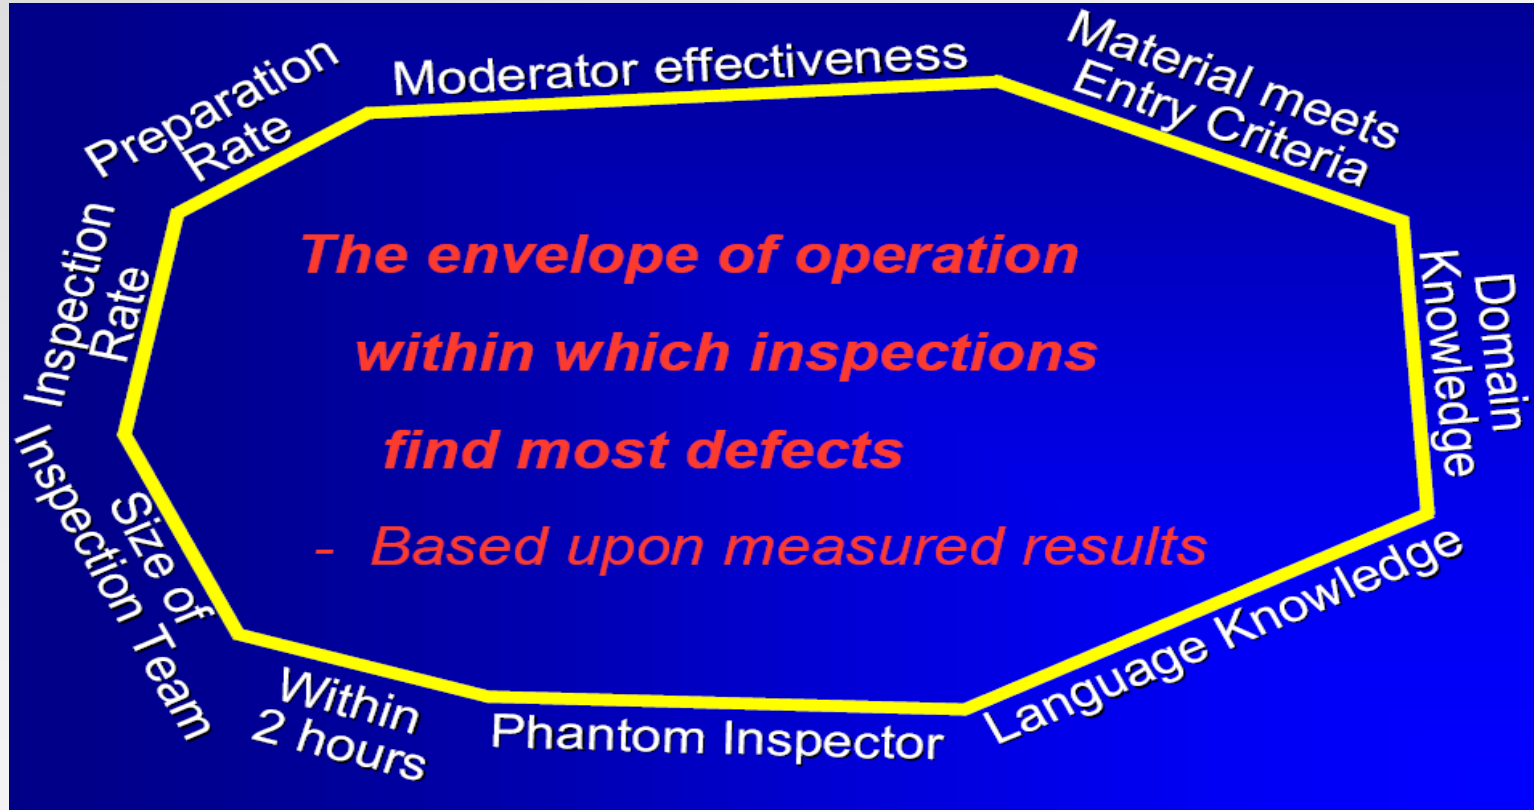 Preparation
Rate
Moderator effectiveness
Material meets
Entry Criteria
Inspection
Rate
The envelope of operation
within which inspections
find most defects
- Based upon measured results
Domain
Knowledge
Size of
Inspection Team
Within
2 hours
Phantom Inspector
Language Knowledge